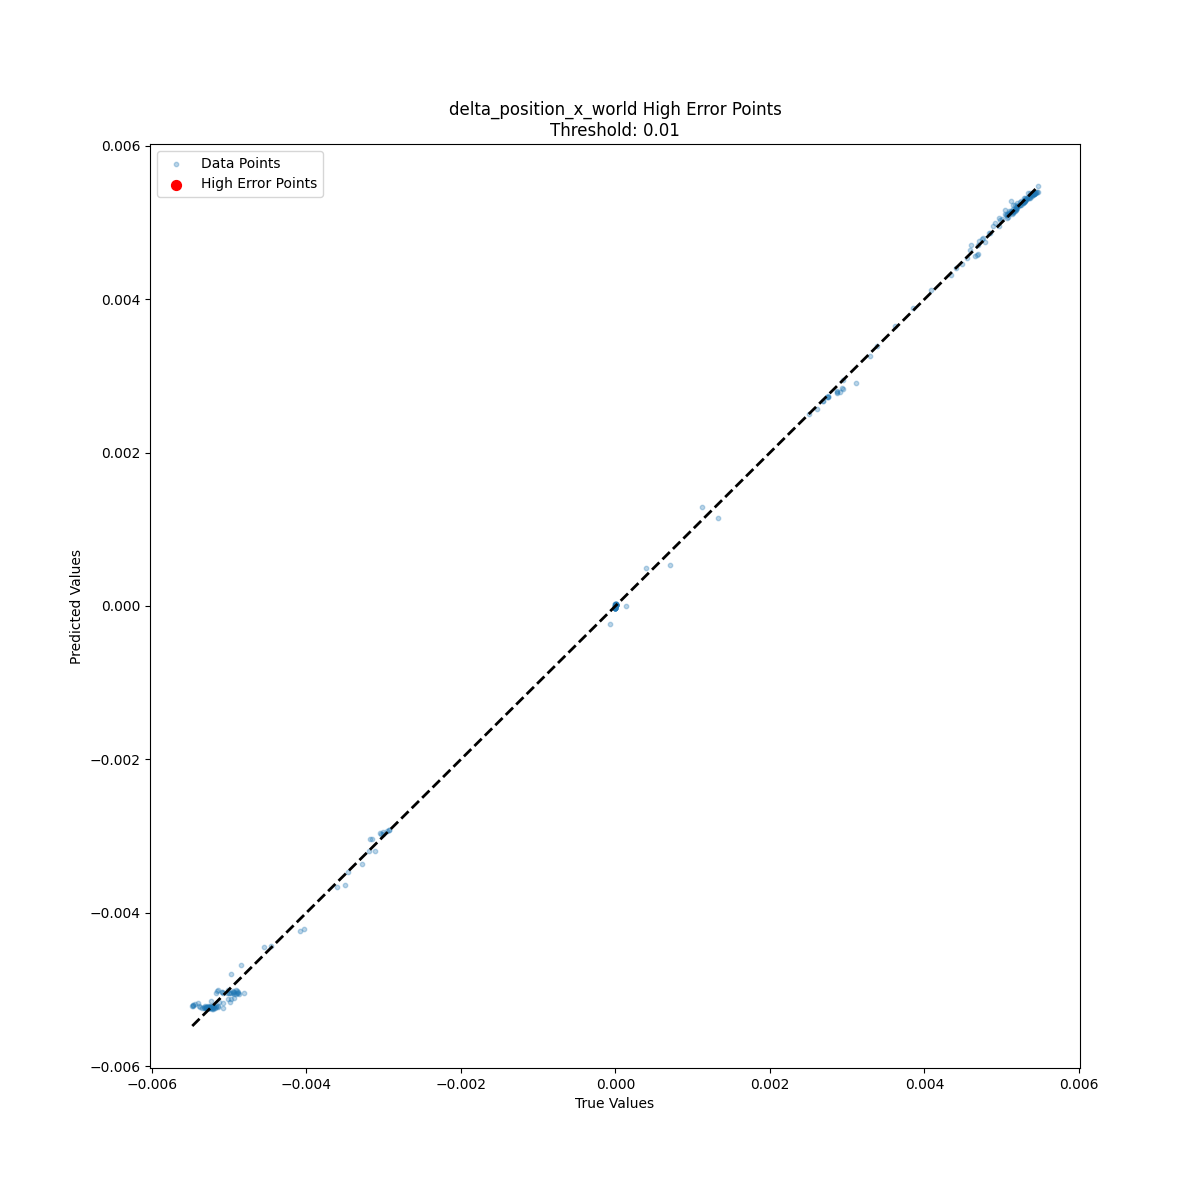 delta_position_x_world High Error Points
Threshold: 0.01
Data Points
High Error Points
0.006
0.004
0.002
0.000
−0.002
−0.004
−0.006
Predicted Values
−0.006
−0.004
−0.002
0.000
0.002
0.004
0.006
True Values